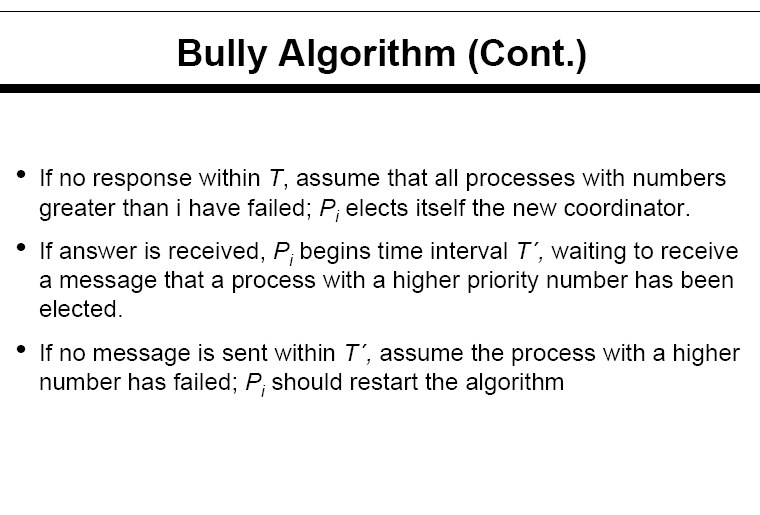 Bully Algorithm (Cont.)
• If no response within T, assume that all processes with numbers
greater than i have failed; Pi elects itself the new coordinator.
• If answer is received, Pi begins time interval T´, waiting to receive
a message that a process with a higher priority number has been
elected.
• If no message is sent within T´, assume the process with a higher
number has failed; Pi should restart the algorithm